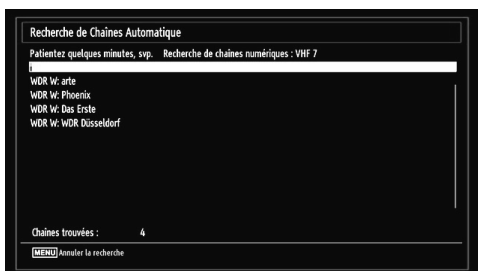 Recherche de Chaînes Automatique
Patientez quelques minutes, svp. Recherche de chaines numériques : VHF 7
WDR W: arte
WDR W: Phoenix
WDR W: Das Erste
WDR W: WDR Düsseldorf
Chaînes trouvées : 4
MENU Annuler la recherche